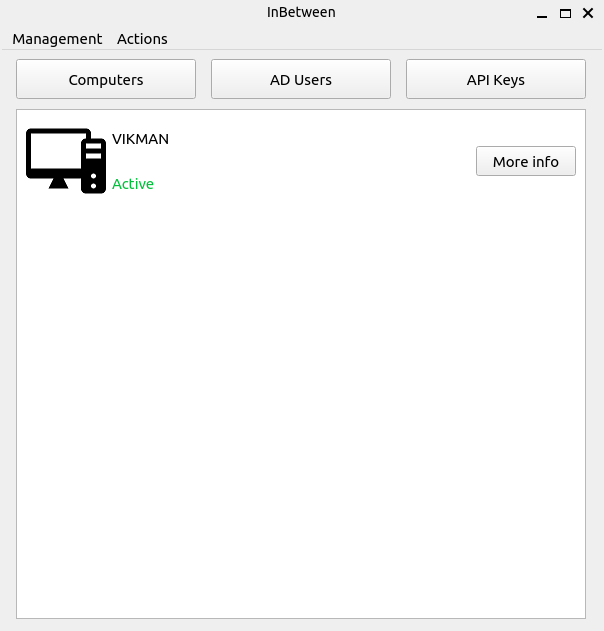 InBetween
Management Actions
Computers AD Users API Keys
VIKMAN
More info
Active